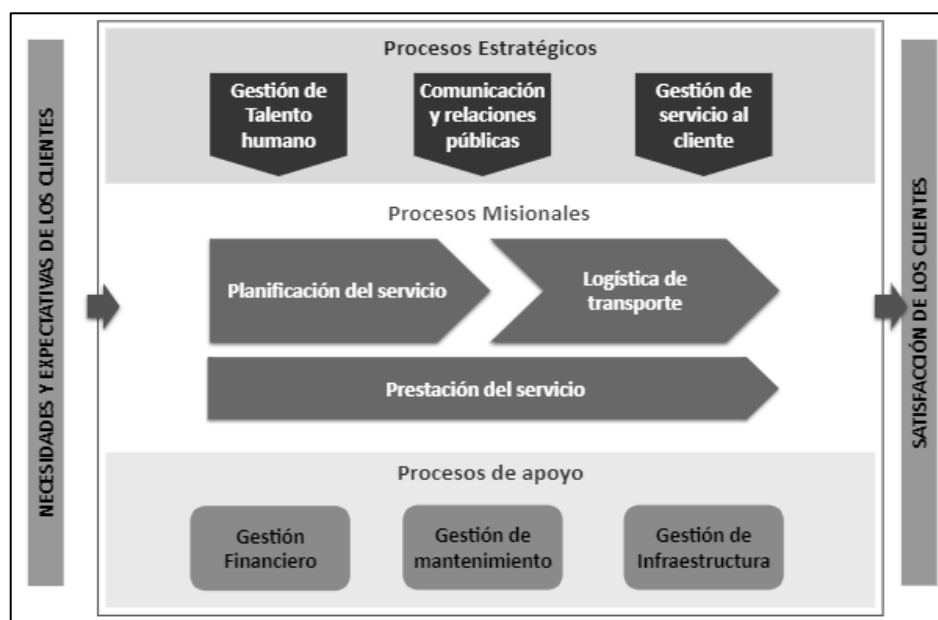 NECESIDADES Y EXPECTATIVAS DE LOS CLIENTES
Procesos Estratégicos
Gestión de
Talento
humano
Comunicación
y relaciones
públicas
Gestión de
servicio al
cliente
Procesos Misionales
Planificación del servicio
Logística de
transporte
Prestación del servicio
Procesos de apoyo
Gestión
Financiero
Gestión de
mantenimiento
Gestión de
Infraestructura
SATISFACCIÓN DE LOS CLIENTES